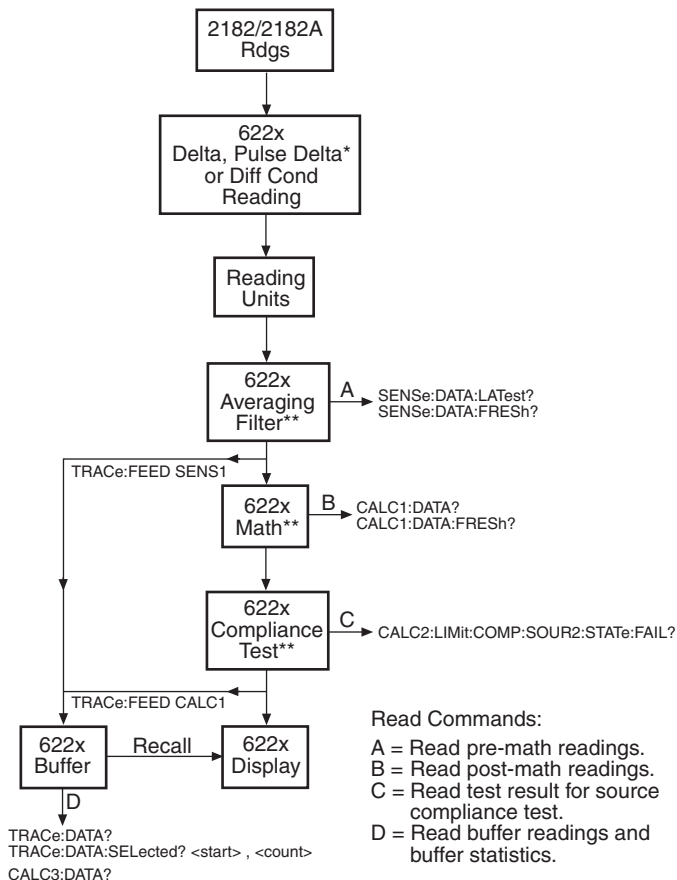 2182/2182A
Rdgs
622x
Delta, Pulse Delta*
or Diff Cond
Reading
Reading
Units
622x
Averaging
Filter**
A
SENSe:DATA:LATest?
SENSe:DATA:FRESh?
TRACe:FEED SENS1
622x
Math**
B
CALC1:DATA?
CALC1:DATA:FRESh?
622x
Compliance
Test**
C
CALC2:LIMit:COMP:SOUR2:STATe:FAIL?
TRACe:FEED CALC1
622x
Buffer
Recall
622x
Display
D
TRACe:DATA?
TRACe:DATA:SELected? <start> , <count>
CALC3:DATA?
Read Commands:
A = Read pre-math readings.
B = Read post-math readings.
C = Read test result for source
compliance test.
D = Read buffer readings and
buffer statistics.